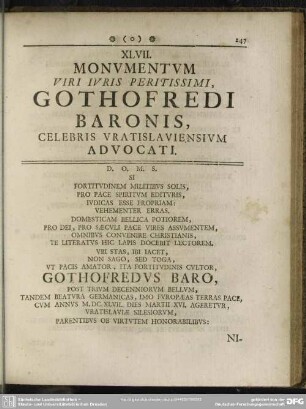 (o) 247
XLVII.
MONVMENTVM
VIRI IVRIS PERITISSIMI,
GOTHOFREDI
BARONIS,
CELEBRIS VRATISLAVIENSIVM
ADVOCATI.
D. O. M. S.
SI
FORTITVDINEM MILITIBVS SOLIS,
PRO PACE SPIRITVM EDITVRIS,
IVDICAS ESSE PROPRIAM:
VEHEMENTER ERRAS.
DOMESTICAM BELLICA POTIOREM,
PRO DEI, PRO SÆCVLI PACE VIRES ASSVMENTEM,
OMNIBVS CONVENIRE CHRISTIANIS,
TE LITERATVS HIC LAPIS DOCEBIT LECTOREM.
VBI STAS, IBI IACET,
NON SAGO, SED TOGA,
VT PACIS AMATOR, ITA FORTITVDINIS CVLTOR,
GOTHOFREDVS BARO,
POST TRIVM DECENNIORVM BELLVM,
TANDEM BEATVRA GERMANICAS, IMO EVROPÆAS TERRAS PACE,
CVM ANNVS M.DC.XLVII. DIES MARTII XVI. AGERETVR,
VRATISLAVIÆ SILESIORVM,
PARENTIBVS OB VIRTVTEM HONORABILIBVS:
NI-